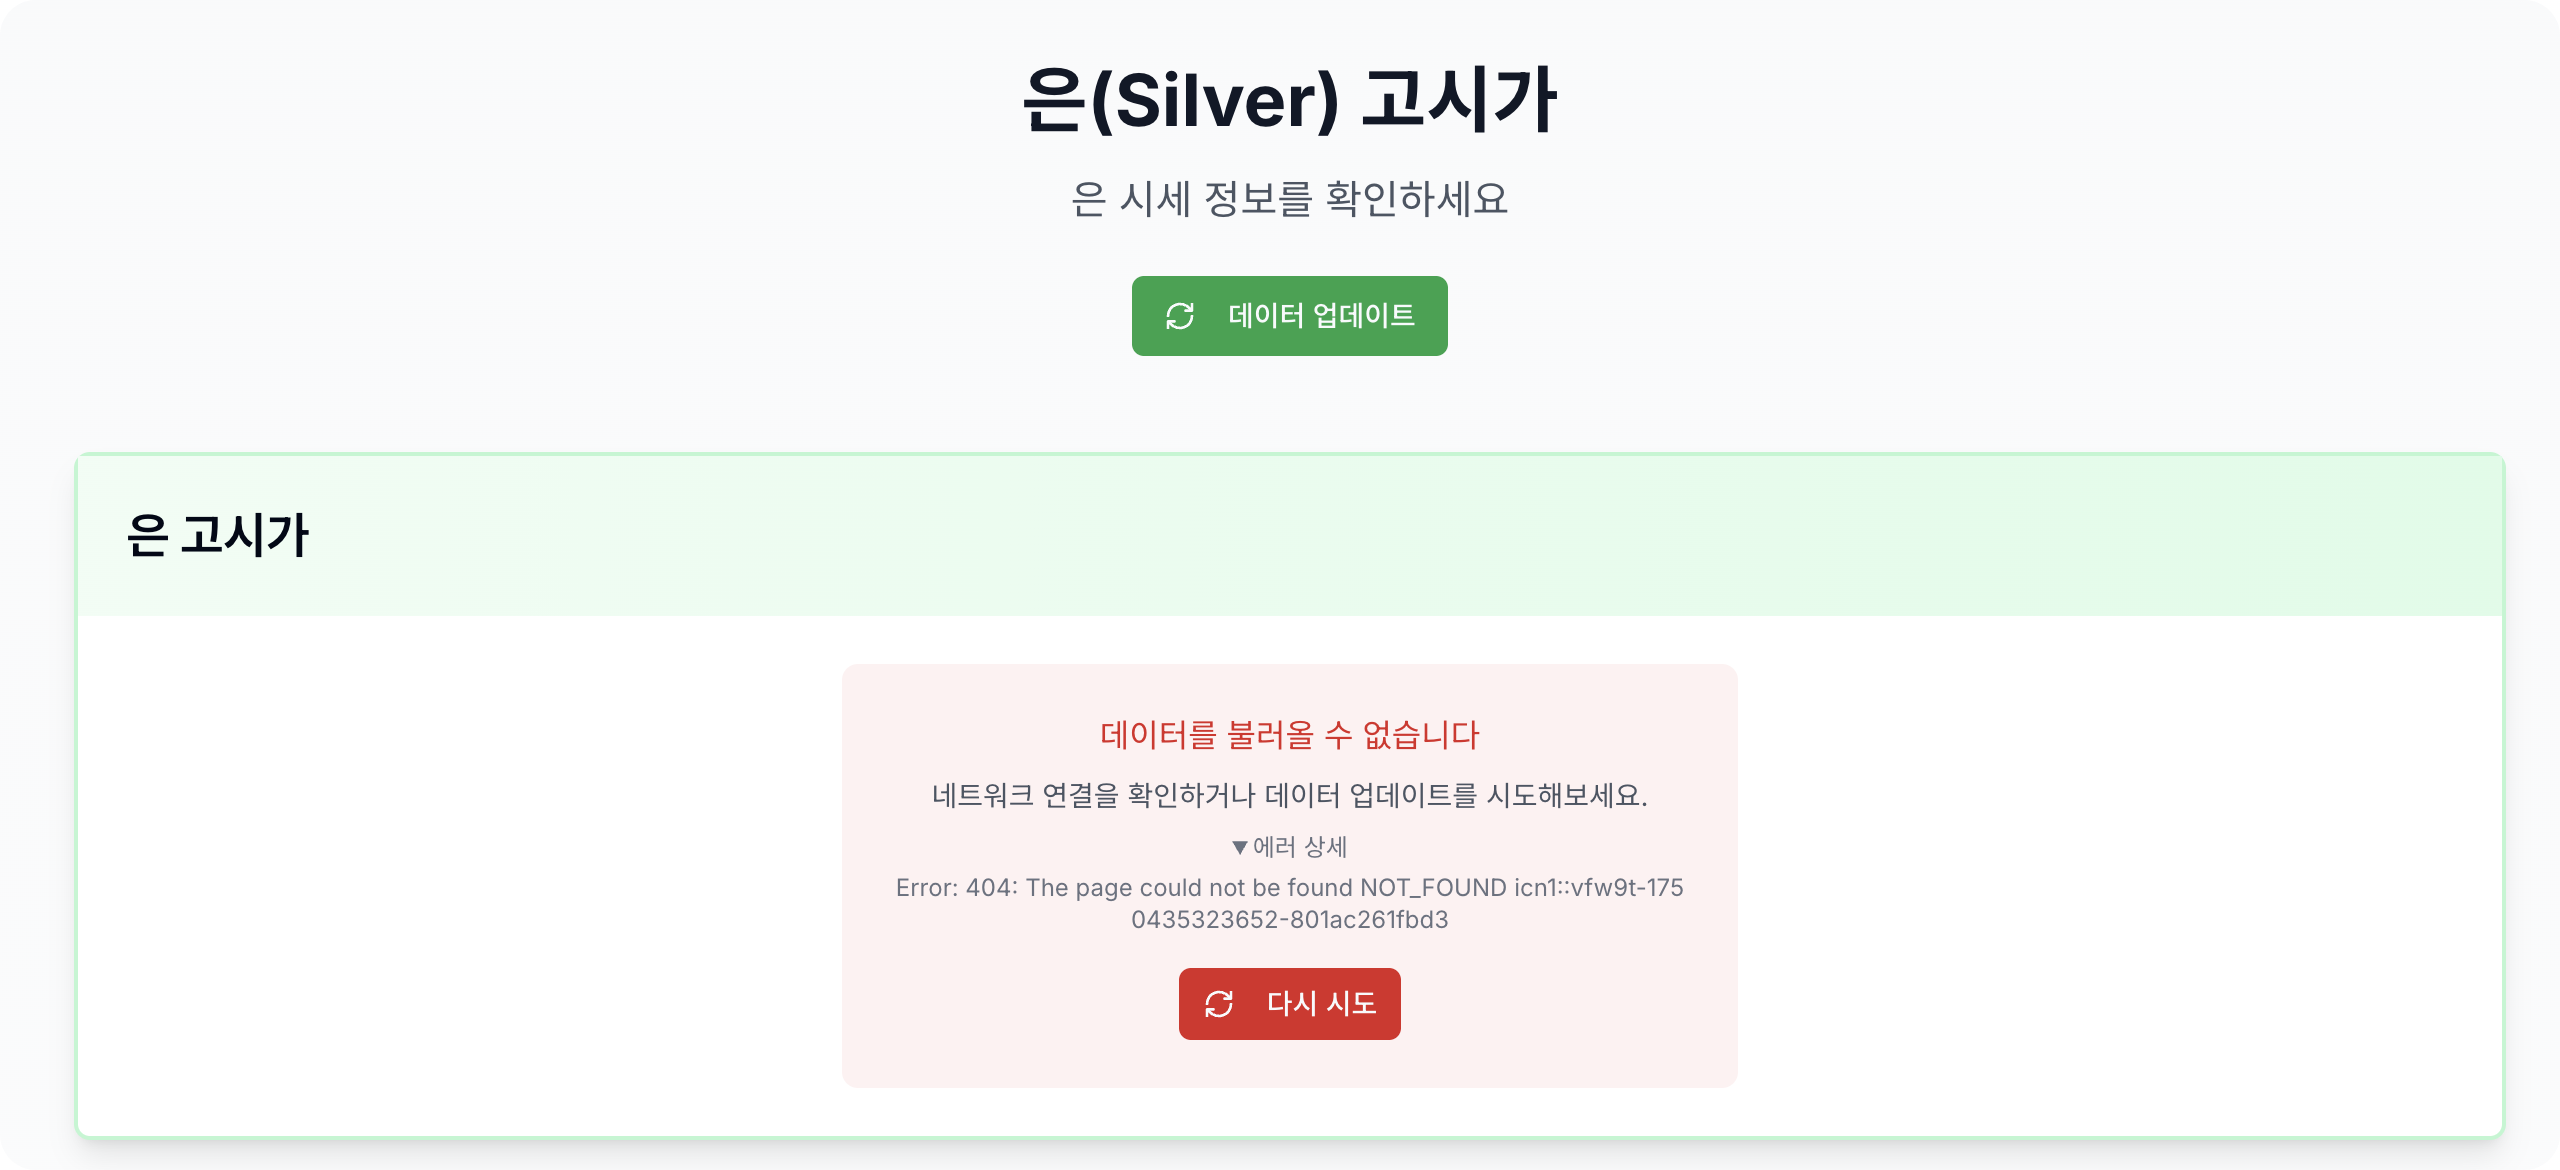 은(Silver) 고시가
은 시세 정보를 확인하세요
데이터 업데이트
은 고시가
데이터를 불러올 수 없습니다
네트워크 연결을 확인하거나 데이터 업데이트를 시도해보세요.
▼ 에러 상세
Error: 404: The page could not be found NOT_FOUND icn1::vfw9t-175
0435323652-801ac261fbd3
다시 시도